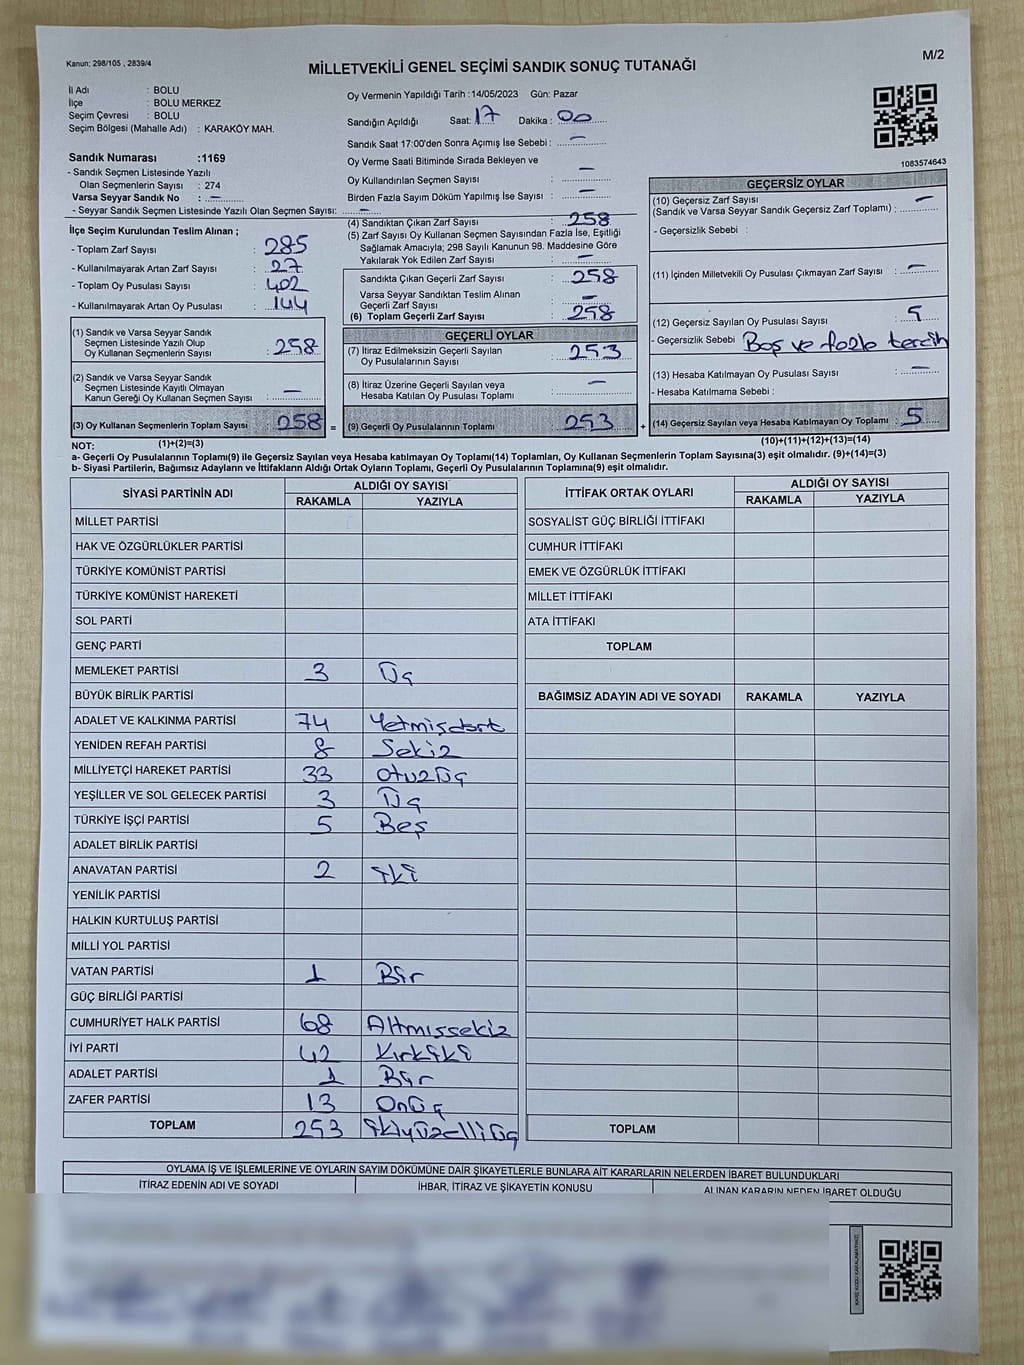 Kanun: 298/105 , 2839/4
M/2
MİLLETVEKİLİ GENEL SEÇİMİ SANDIK SONUÇ TUTANAĞI
İl Adı : BOLU
İlçe : BOLU MERKEZ
Seçim Çevresi : BOLU
Seçim Bölgesi (Mahalle Adı) : KARAKÖY MAH.
Sandık Numarası :1169
- Sandık Seçmen Listesinde Yazılı
Olan Seçmenlerin Sayısı : 274
Varsa Seyyar Sandık No : —
- Seyyar Sandık Seçmen Listesinde Yazılı Olan Seçmen Sayısı: —
İlçe Seçim Kurulundan Teslim Alınan ;
- Toplam Zarf Sayısı : 285
- Kullanılmayarak Artan Zarf Sayısı : 27
- Toplam Oy Pusulası Sayısı : 402
- Kullanılmayarak Artan Oy Pusulası : 144
(1) Sandık ve Varsa Seyyar Sandık
Seçmen Listesinde Yazılı Olup
Oy Kullanan Seçmenlerin Sayısı : 258
(2) Sandık ve Varsa Seyyar Sandık
Seçmen Listesinde Kayıtlı Olmayan
Kanun Gereği Oy Kullanan Seçmen Sayısı : —
(3) Oy Kullanan Seçmenlerin Toplam Sayısı : 258 =
Oy Vermenin Yapıldığı Tarih :14/05/2023 Gün: Pazar
Sandığın Açıldığı Saat: 17 Dakika : 00
Sandık Saat 17:00'den Sonra Açımış İse Sebebi : —
Oy Verme Saati Bitiminde Sırada Bekleyen ve
Oy Kullandırılan Seçmen Sayısı : —
Birden Fazla Sayım Döküm Yapılmış İse Sayısı : —
(4) Sandıktan Çıkan Zarf Sayısı : 258
(5) Zarf Sayısı Oy Kullanan Seçmen Sayısından Fazla İse, Eşitliği
Sağlamak Amacıyla; 298 Sayılı Kanunun 98. Maddesine Göre
Yakılarak Yok Edilen Zarf Sayısı : —
Sandıkta Çıkan Geçerli Zarf Sayısı : 258
Varsa Seyyar Sandıktan Teslim Alınan
Geçerli Zarf Sayısı : —
(6) Toplam Geçerli Zarf Sayısı : 258
GEÇERLİ OYLAR
(7) İtiraz Edilmeksizin Geçerli Sayılan
Oy Pusulalarının Sayısı : 253
(8) İtiraz Üzerine Geçerli Sayılan veya
Hesaba Katılan Oy Pusulası Toplamı : —
(9) Geçerli Oy Pusulalarının Toplamı : 253 +
1083574643
GEÇERSİZ OYLAR
(10) Geçersiz Zarf Sayısı
(Sandık ve Varsa Seyyar Sandık Geçersiz Zarf Toplamı) : —
- Geçersizlik Sebebi :
(11) İçinden Milletvekili Oy Pusulası Çıkmayan Zarf Sayısı : —
(12) Geçersiz Sayılan Oy Pusulası Sayısı : 5
- Geçersizlik Sebebi Boş ve fazla tercih
(13) Hesaba Katılmayan Oy Pusulası Sayısı : —
- Hesaba Katılmama Sebebi :
(14) Geçersiz Sayılan veya Hesaba Katılmayan Oy Toplamı : 5
NOT: (1)+(2)=(3) (10)+(11)+(12)+(13)=(14)
a- Geçerli Oy Pusulalarının Toplamı(9) ile Geçersiz Sayılan veya Hesaba katılmayan Oy Toplamı(14) Toplamları, Oy Kullanan Seçmenlerin Toplam Sayısına(3) eşit olmalıdır. (9)+(14)=(3)
b- Siyasi Partilerin, Bağımsız Adayların ve İttifakların Aldığı Ortak Oyların Toplamı, Geçerli Oy Pusulalarının Toplamına(9) eşit olmalıdır.
SİYASİ PARTİNİN ADI ALDIĞI OY SAYISI
RAKAMLA YAZIYLA
MİLLET PARTİSİ
HAK VE ÖZGÜRLÜKLER PARTİSİ
TÜRKİYE KOMÜNİST PARTİSİ
TÜRKİYE KOMÜNİST HAREKETİ
SOL PARTİ
GENÇ PARTİ
MEMLEKET PARTİSİ 3 Üç
BÜYÜK BİRLİK PARTİSİ
ADALET VE KALKINMA PARTİSİ 74 Yetmişdört
YENİDEN REFAH PARTİSİ 8 Sekiz
MİLLİYETÇİ HAREKET PARTİSİ 33 otuzüç
YEŞİLLER VE SOL GELECEK PARTİSİ 3 Üç
TÜRKİYE İŞÇİ PARTİSİ 5 Beş
ADALET BİRLİK PARTİSİ
ANAVATAN PARTİSİ 2 iki
YENİLİK PARTİSİ
HALKIN KURTULUŞ PARTİSİ
MİLLİ YOL PARTİSİ
VATAN PARTİSİ 1 Bir
GÜÇ BİRLİĞİ PARTİSİ
CUMHURİYET HALK PARTİSİ 68 Altmışsekiz
İYİ PARTİ 42 Kırkiki
ADALET PARTİSİ 1 Bir
ZAFER PARTİSİ 13 Onüç
TOPLAM 253 ikiyüzelliüç
İTTİFAK ORTAK OYLARI ALDIĞI OY SAYISI
RAKAMLA YAZIYLA
SOSYALİST GÜÇ BİRLİĞİ İTTİFAKI
CUMHUR İTTİFAKI
EMEK VE ÖZGÜRLÜK İTTİFAKI
MİLLET İTTİFAKI
ATA İTTİFAKI
TOPLAM
BAĞIMSIZ ADAYIN ADI VE SOYADI RAKAMLA YAZIYLA
TOPLAM
OYLAMA İŞ VE İŞLEMLERİNE VE OYLARIN SAYIM DÖKÜMÜNE DAİR ŞİKAYETLERLE BUNLARA AİT KARARLARIN NELERDEN İBARET BULUNDUKLARI
İTİRAZ EDENİN ADI VE SOYADI İHBAR, İTİRAZ VE ŞİKAYETİN KONUSU ALINAN KARARIN NEDEN İBARET OLDUĞU
KARE KODU KARALAMAYINIZ.